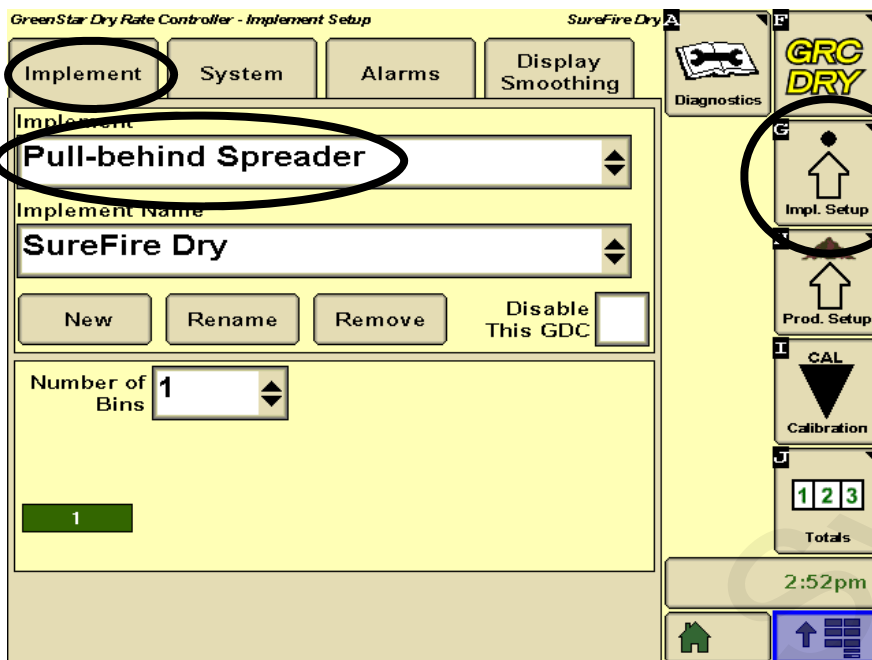 GreenStar Dry Rate Controller - Implement Setup
SureFire Dry
Implement
System
Alarms
Display
Smoothing
Implement
Pull-behind Spreader
Implement Name
SureFire Dry
New
Rename
Remove
Disable
This GDC
Number of
Bins
1
1
A
Diagnostics
F
GRC
DRY
G
Impl. Setup
Prod. Setup
I
CAL
Calibration
J
1 2 3
Totals
2:52pm